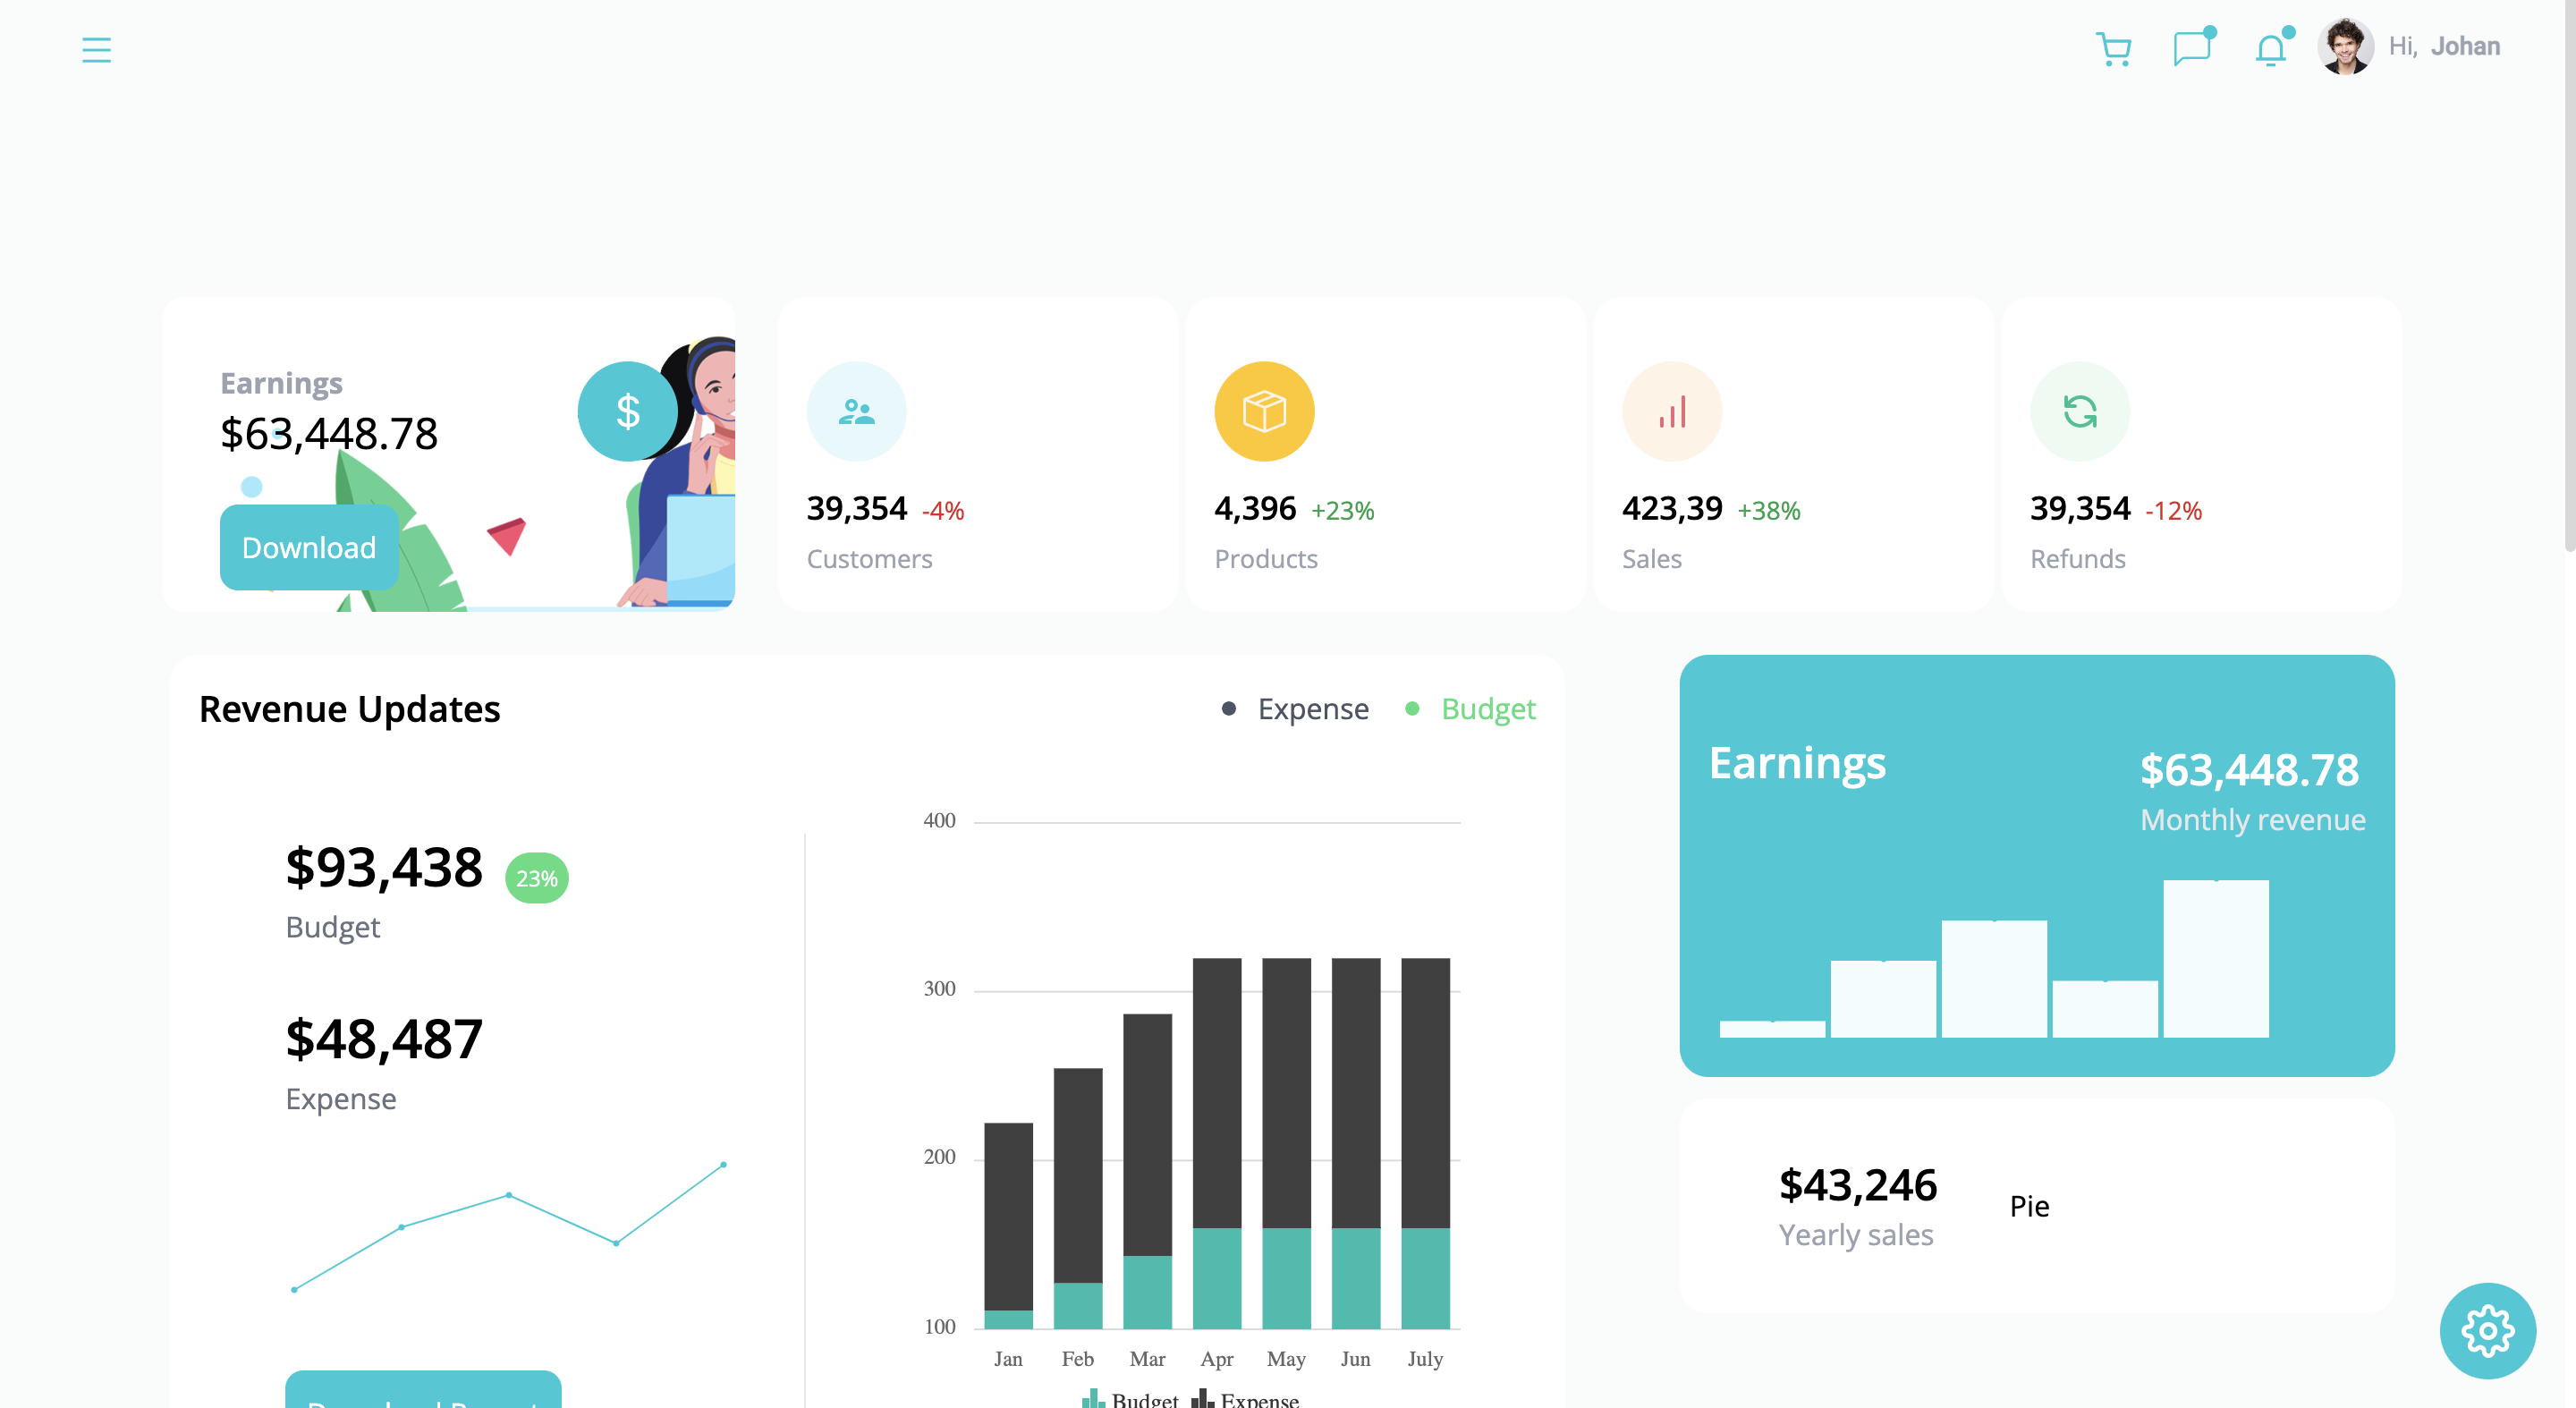 Hi, Johan
Earnings
$63,448.78
$
Download
39,354 -4%
Customers
4,396 +23%
Products
423,39 +38%
Sales
39,354 -12%
Refunds
Revenue Updates
Expense
Budget
$93,438 23%
Budget
$48,487
Expense
400
300
200
100
Jan Feb Mar Apr May Jun July
Budget Expense
Download Report
Earnings
$63,448.78
Monthly revenue
$43,246
Yearly sales
Pie